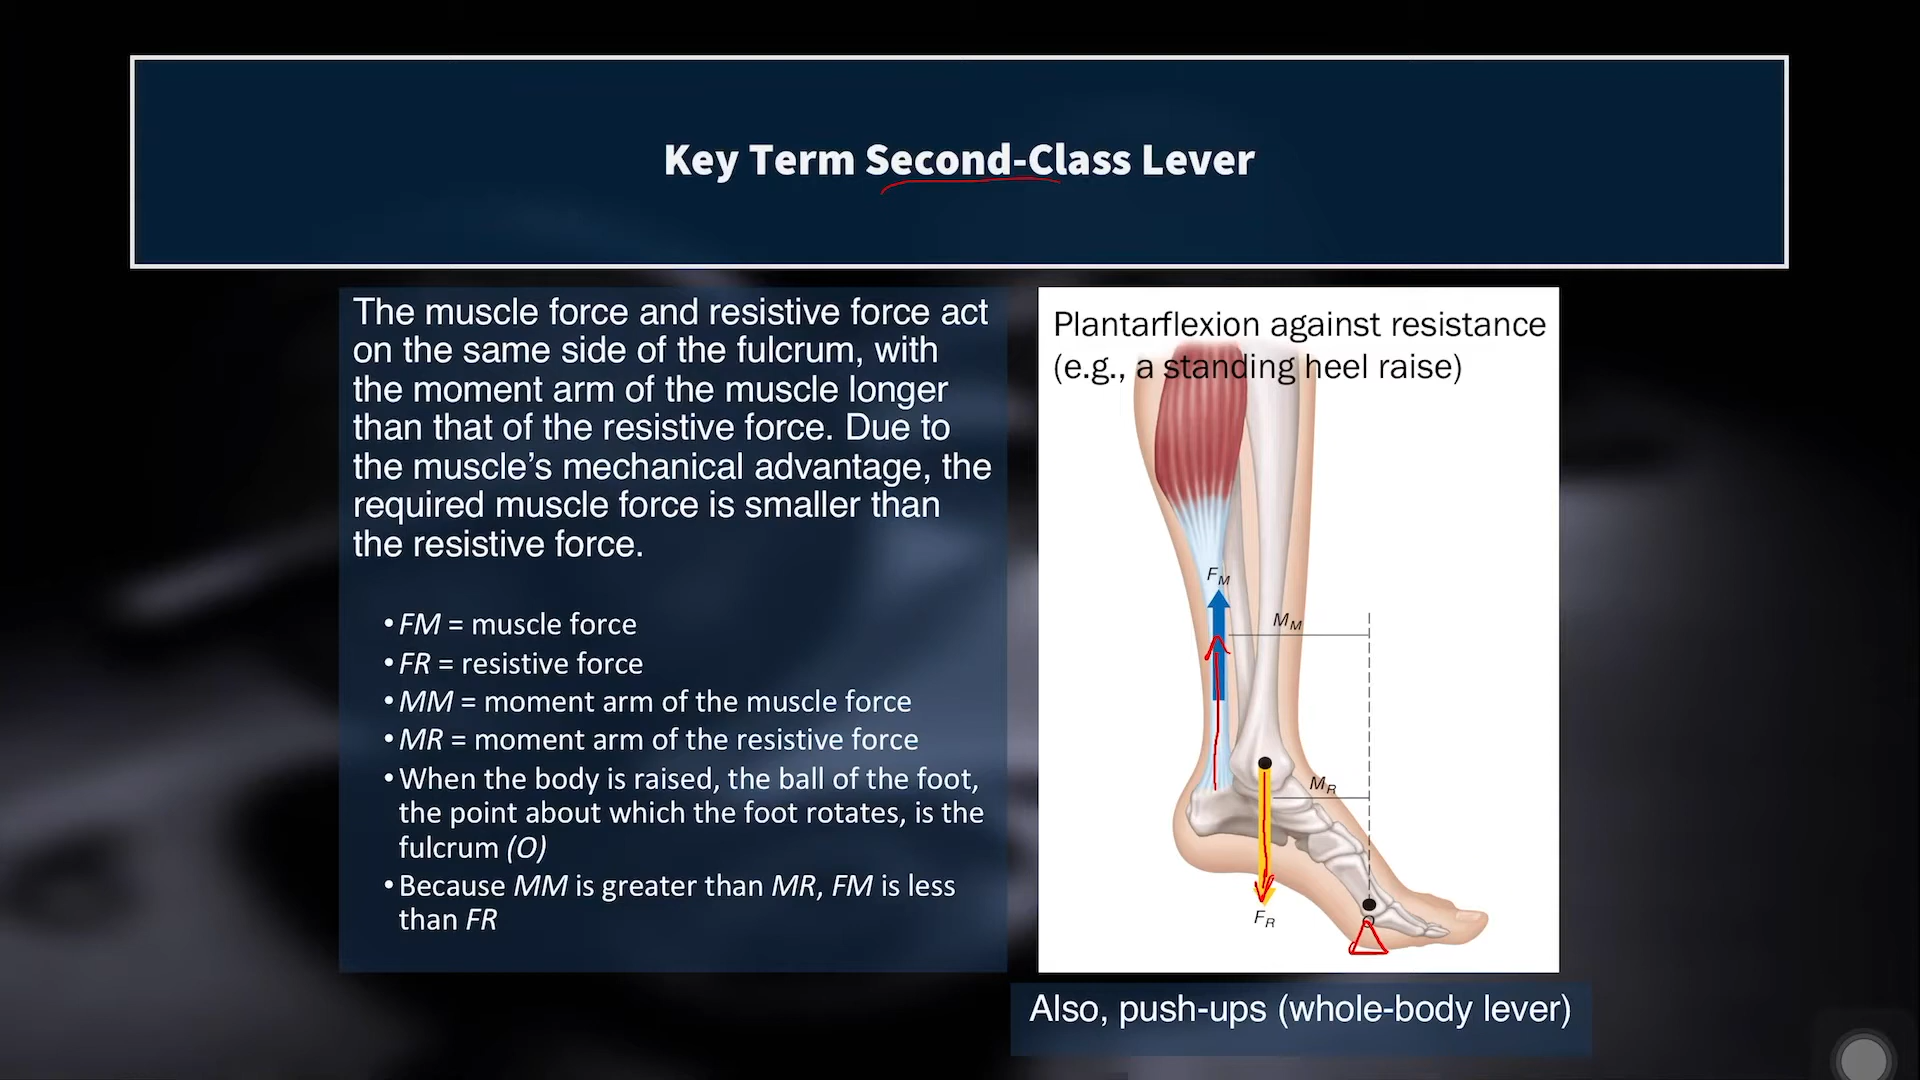 Key Term Second-Class Lever
The muscle force and resistive force act
on the same side of the fulcrum, with
the moment arm of the muscle longer
than that of the resistive force. Due to
the muscle’s mechanical advantage, the
required muscle force is smaller than
the resistive force.
• FM = muscle force
• FR = resistive force
• MM = moment arm of the muscle force
• MR = moment arm of the resistive force
• When the body is raised, the ball of the foot,
the point about which the foot rotates, is the
fulcrum (O)
• Because MM is greater than MR, FM is less
than FR
Plantarflexion against resistance
(e.g., a standing heel raise)
FM
MM
MR
FR
O
Also, push-ups (whole-body lever)